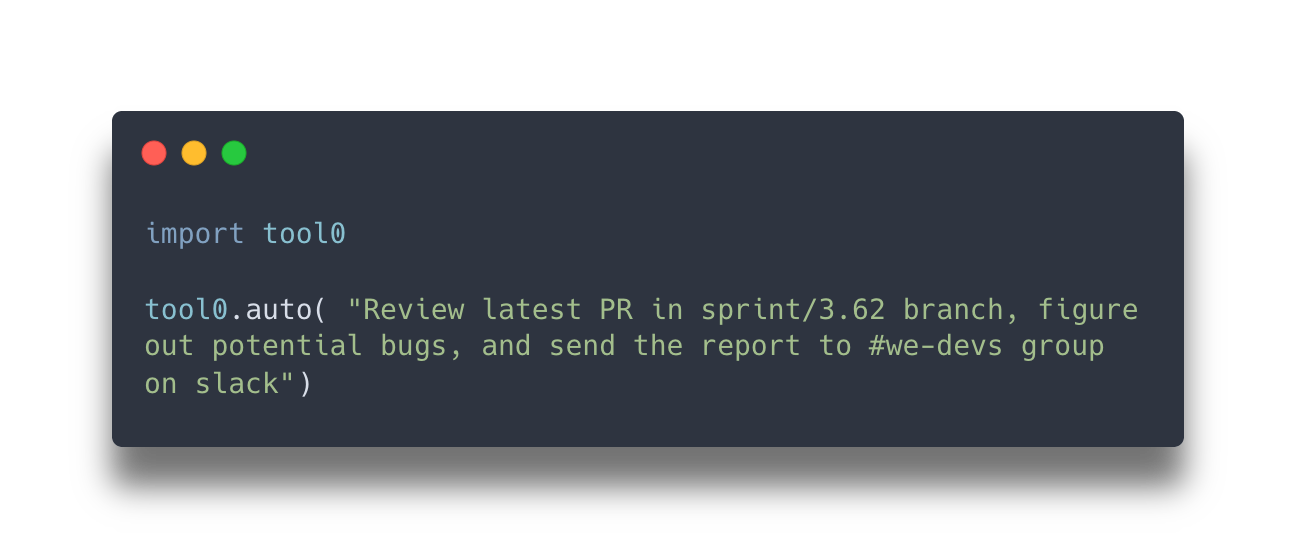 import tool0
tool0.auto( "Review latest PR in sprint/3.62 branch, figure
out potential bugs, and send the report to #we-devs group
on slack")